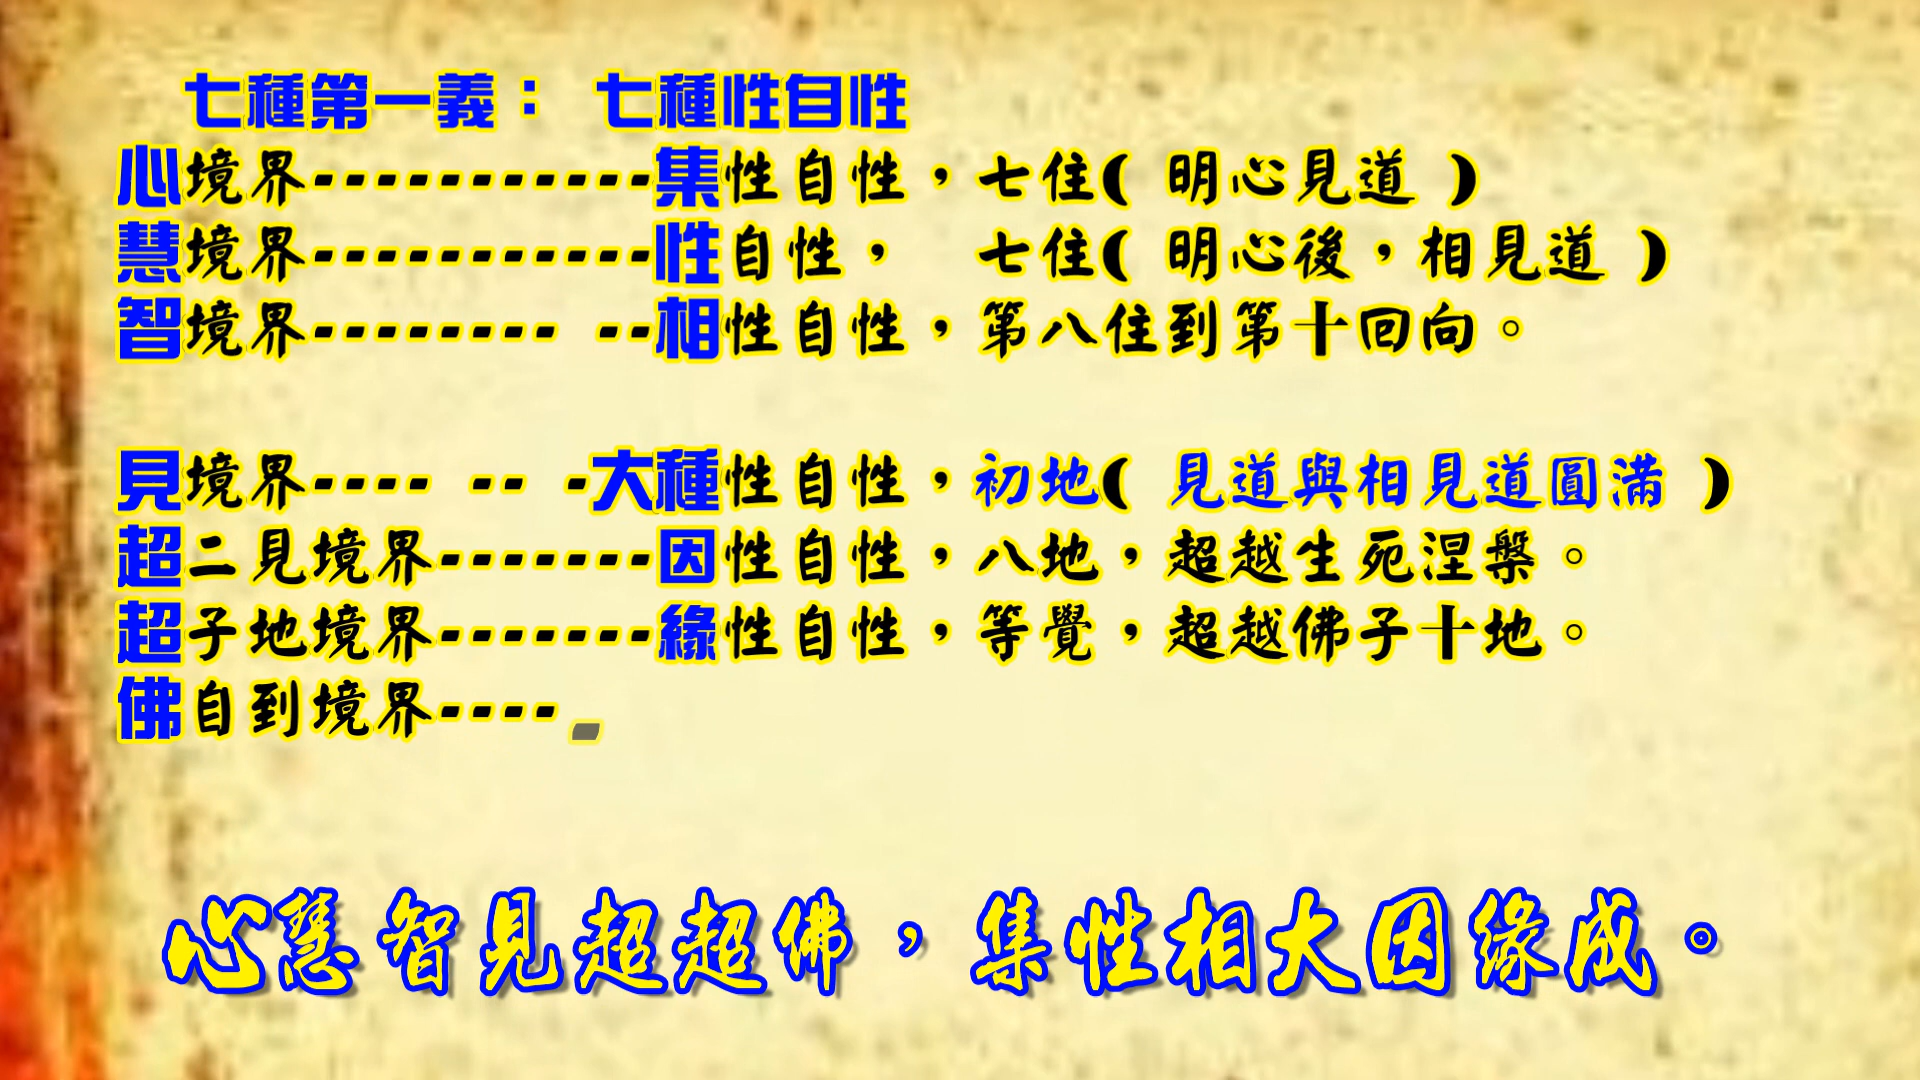 七種第一義： 七種性自性
心境界-----------集性自性，七住( 明心見道 )
慧境界-----------性自性， 七住( 明心後，相見道 )
智境界-------- --相性自性，第八住到第十回向。
見境界---- -- -大種性自性，初地( 見道與相見道圓滿 )
超二見境界-------因性自性，八地，超越生死涅槃。
超子地境界-------緣性自性，等覺，超越佛子十地。
佛自到境界----
心慧智見超超佛，集性相大因緣成。